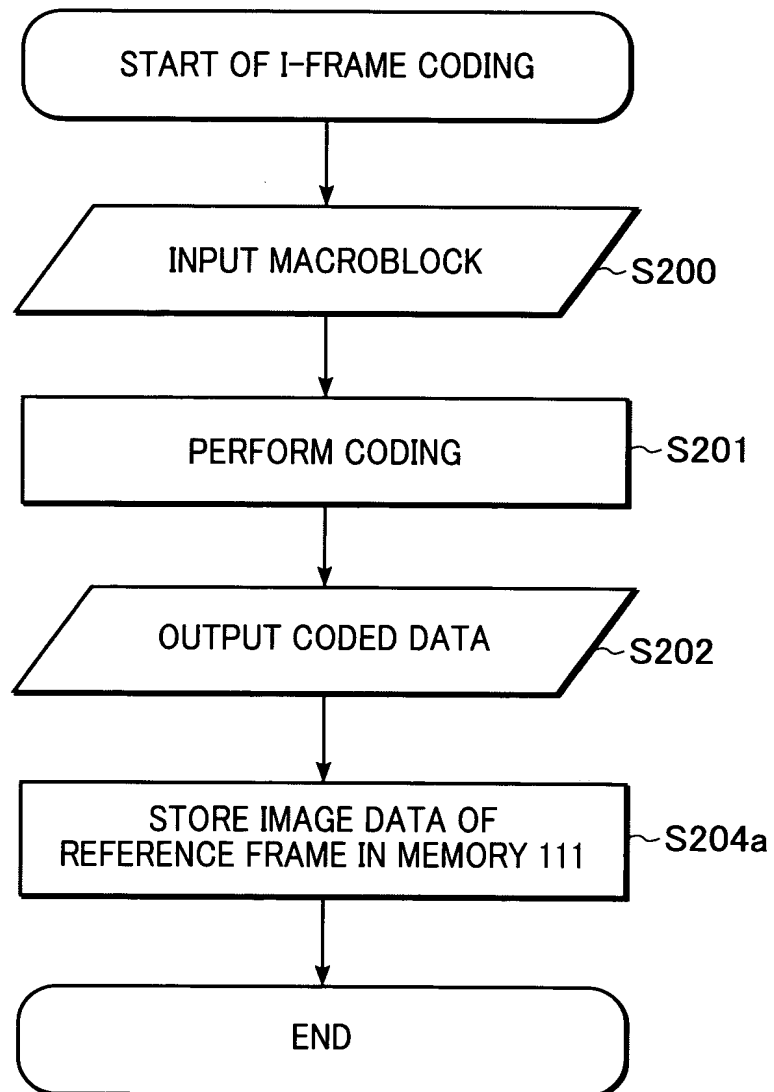 START OF I-FRAME CODING
INPUT MACROBLOCK
S200
PERFORM CODING
S201
OUTPUT CODED DATA
S202
STORE IMAGE DATA OF
REFERENCE FRAME IN MEMORY 111
S204a
END